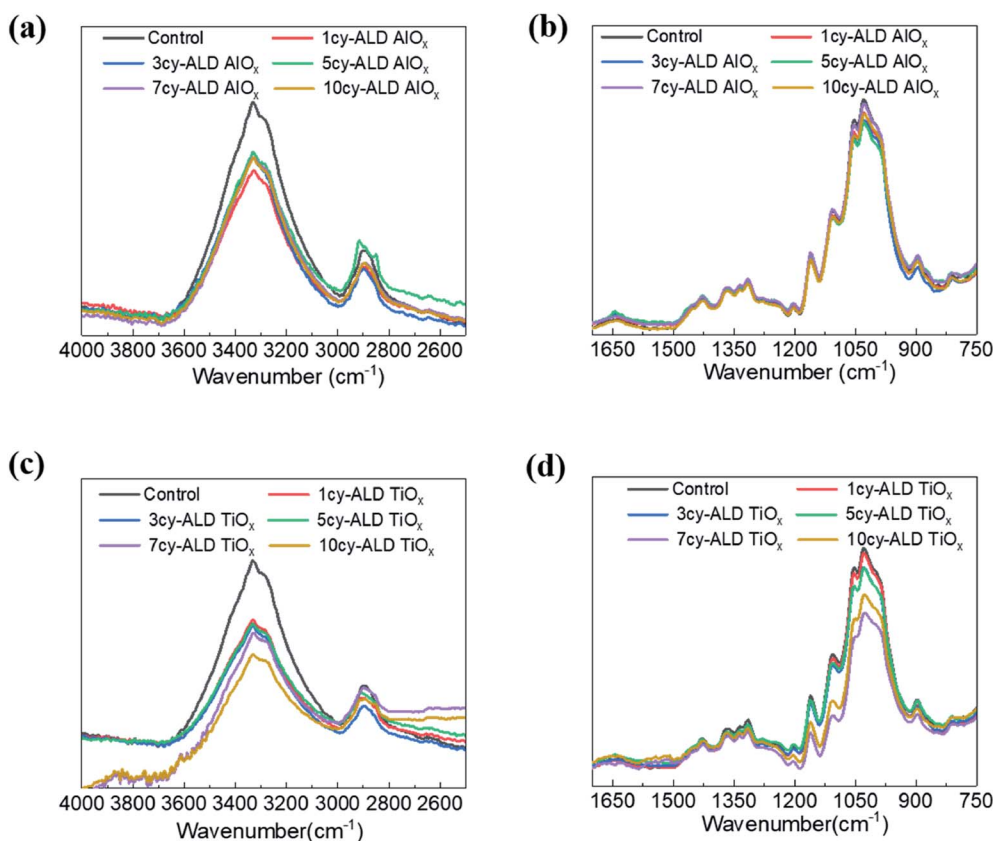 (a)
Control 1cy-ALD AlOₓ
3cy-ALD AlOₓ 5cy-ALD AlOₓ
7cy-ALD AlOₓ 10cy-ALD AlOₓ
4000 3600 3400 3200 3000 2800 2600
Wavenumber (cm⁻¹)
(b)
Control 1cy-ALD AlOₓ
3cy-ALD AlOₓ 5cy-ALD AlOₓ
7cy-ALD AlOₓ 10cy-ALD AlOₓ
1650 1500 1350 1200 1050 900 750
Wavenumber (cm⁻¹)
(c)
Control 1cy-ALD TiOₓ
3cy-ALD TiOₓ 5cy-ALD TiOₓ
7cy-ALD TiOₓ 10cy-ALD TiOₓ
4000 3800 3600 3400 3200 3000 2800 2600
Wavenumber(cm⁻¹)
(d)
Control 1cy-ALD TiOₓ
3cy-ALD TiOₓ 5cy-ALD TiOₓ
7cy-ALD TiOₓ 10cy-ALD TiOₓ
1650 1500 1350 1200 1050 900 750
Wavenumber(cm⁻¹)